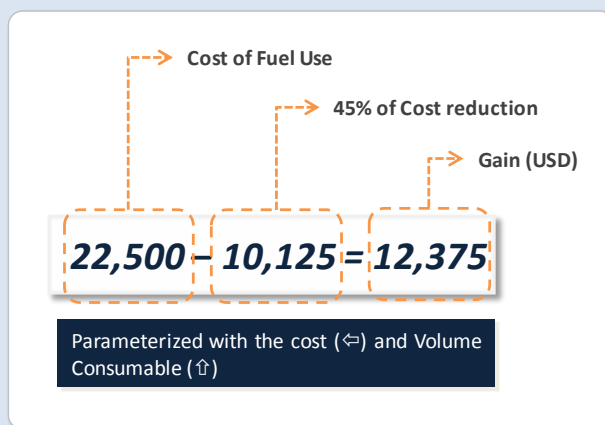 Cost of Fuel Use
45% of Cost reduction
Gain (USD)
22,500 – 10,125 = 12,375
Parameterized with the cost (⇦) and Volume
Consumable (⇧)